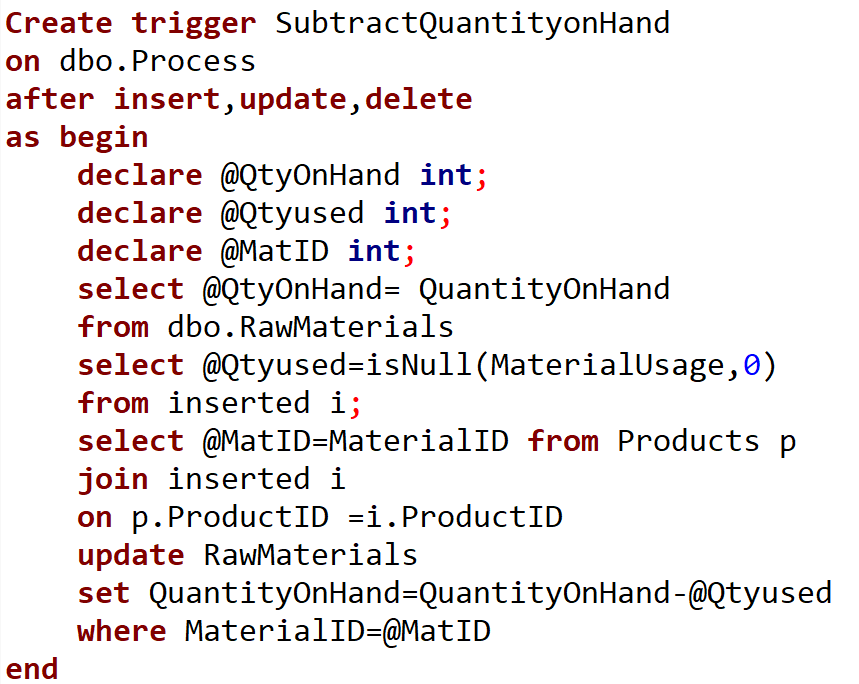 Create trigger SubtractQuantityonHand
on dbo.Process
after insert,update,delete
as begin
    declare @QtyOnHand int;
    declare @Qtyused int;
    declare @MatID int;
    select @QtyOnHand= QuantityOnHand
    from dbo.RawMaterials
    select @Qtyused=isNull(MaterialUsage,0)
    from inserted i;
    select @MatID=MaterialID from Products p
    join inserted i
    on p.ProductID =i.ProductID
    update RawMaterials
    set QuantityOnHand=QuantityOnHand-@Qtyused
    where MaterialID=@MatID
end